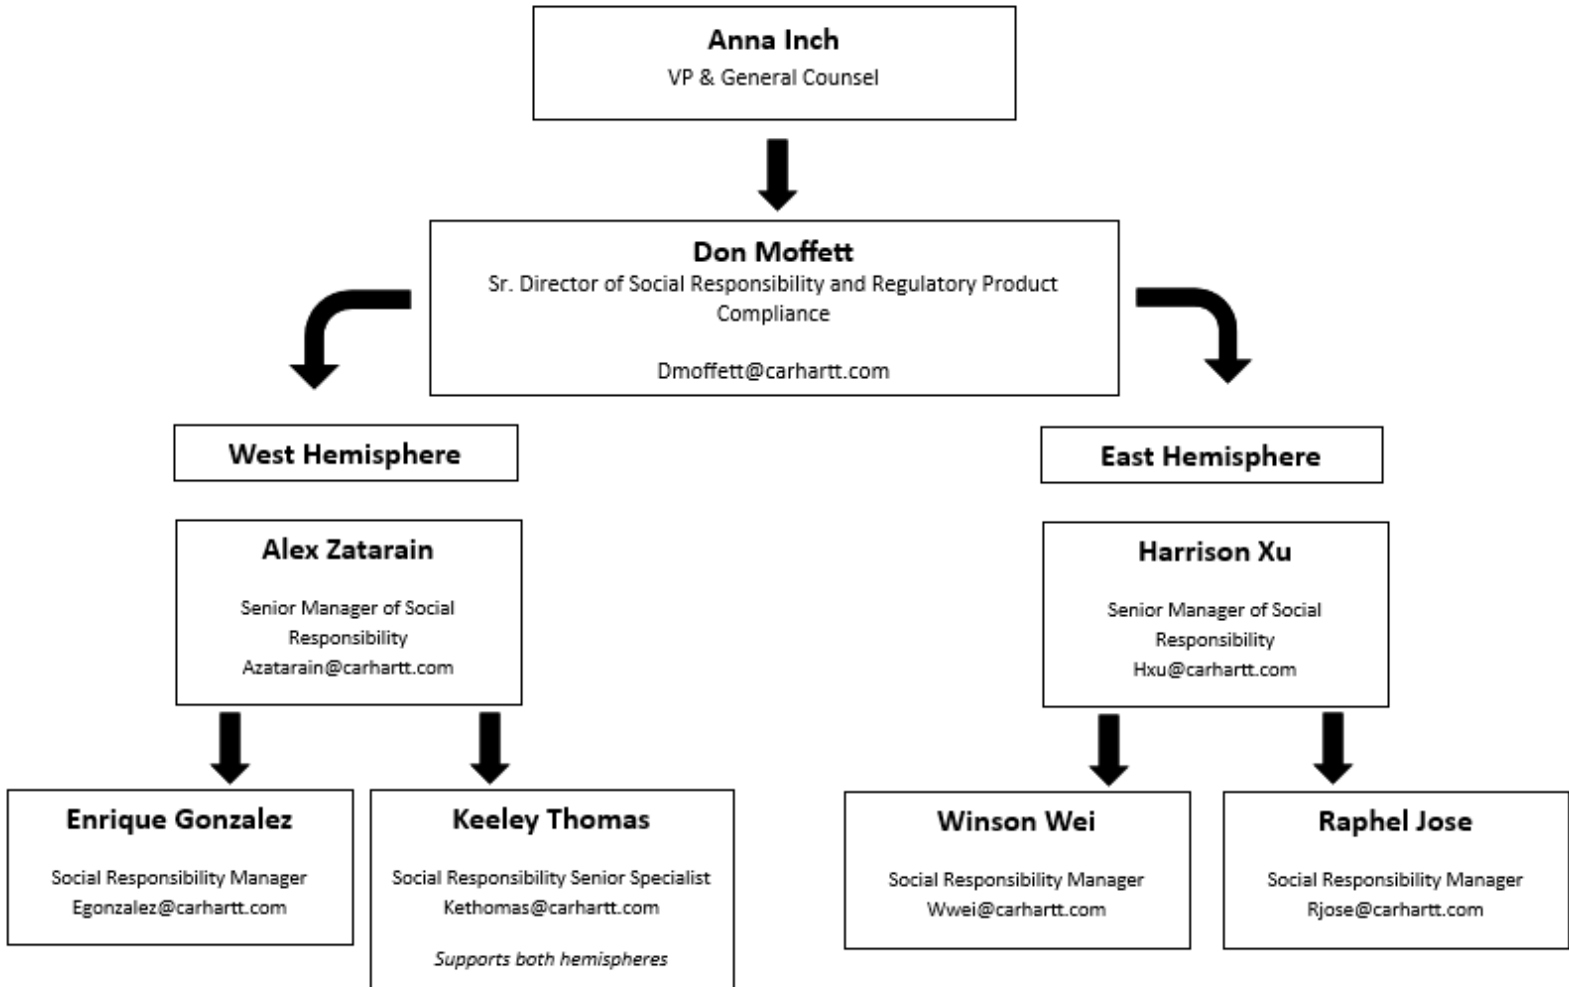 Anna Inch
VP & General Counsel
Don Moffett
Sr. Director of Social Responsibility and Regulatory Product
Compliance
Dmoffett@carhartt.com
West Hemisphere
East Hemisphere
Alex Zatarain
Senior Manager of Social
Responsibility
Azatarain@carhartt.com
Harrison Xu
Senior Manager of Social
Responsibility
Hxu@carhartt.com
Enrique Gonzalez
Social Responsibility Manager
Egonzalez@carhartt.com
Keeley Thomas
Social Responsibility Senior Specialist
Kethomas@carhartt.com
Supports both hemispheres
Winson Wei
Social Responsibility Manager
Wwei@carhartt.com
Raphel Jose
Social Responsibility Manager
Rjose@carhartt.com